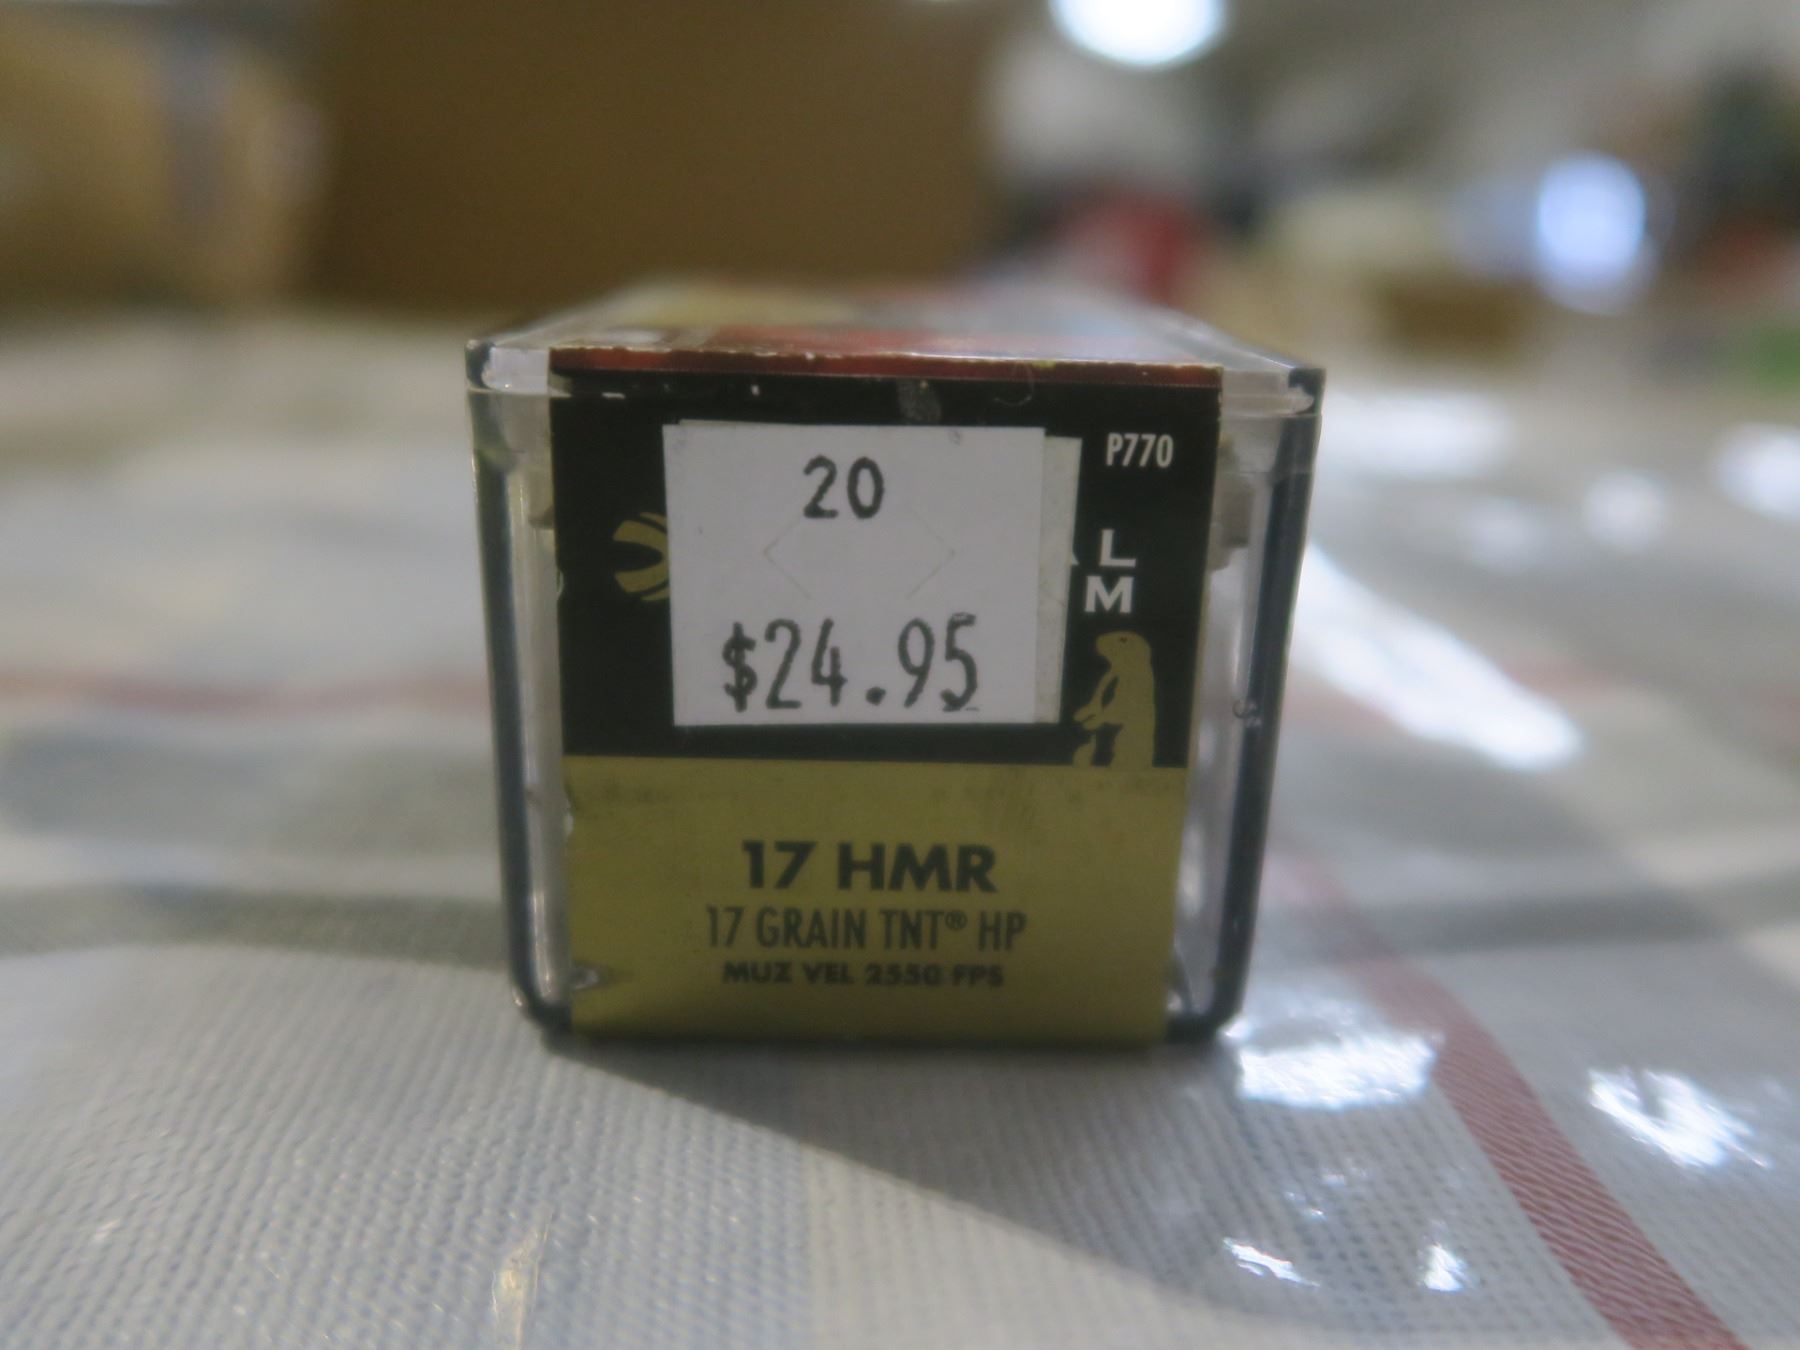 P770
20
$24.95
L
M
17 HMR
17 GRAIN TNT® HP
MUZ VEL 2550 FPS